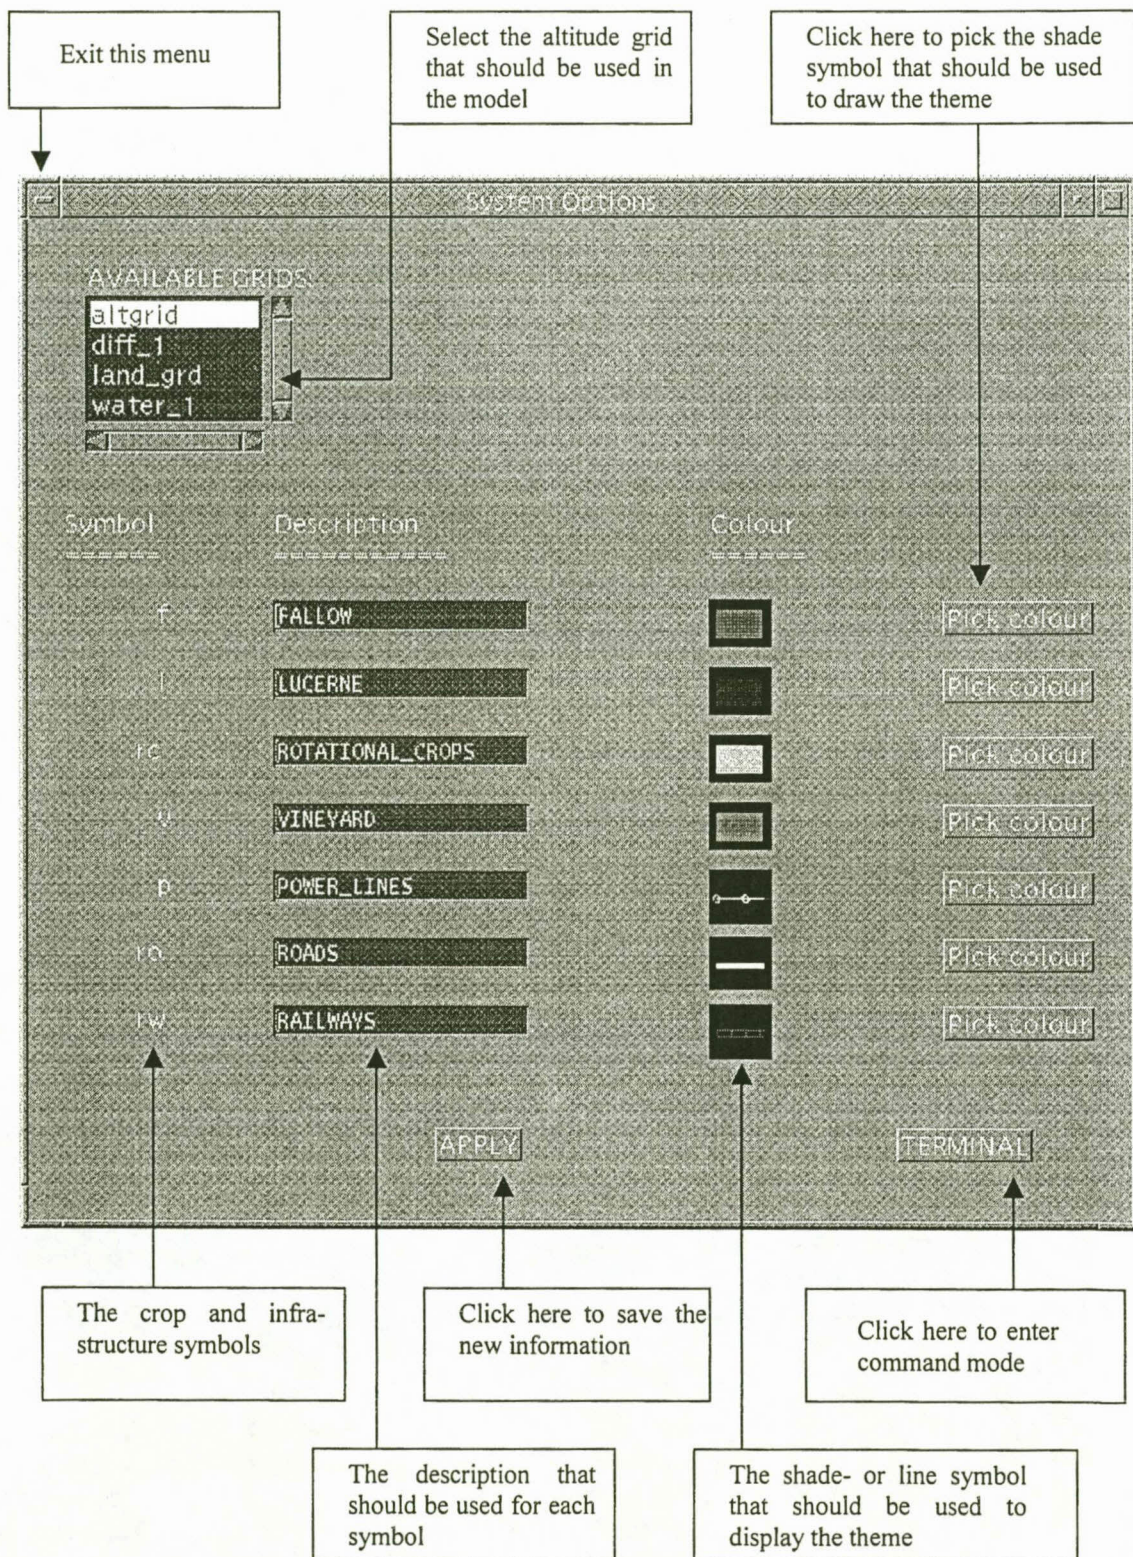 Exit this menu
Select the altitude grid
that should be used in
the model
Click here to pick the shade
symbol that should be used
to draw the theme
System Options
AVAILABLE GRIDS:
altgrid
diff_1
land_grd
water_1
Symbol Description Colour
f FALLOW Pick colour
l LUCERNE Pick colour
rc ROTATIONAL_CROPS Pick colour
v VINEYARD Pick colour
p POWER_LINES Pick colour
ro ROADS Pick colour
rw RAILWAYS Pick colour
APPLY TERMINAL
The crop and infra-
structure symbols
Click here to save the
new information
Click here to enter
command mode
The description that
should be used for each
symbol
The shade- or line symbol
that should be used to
display the theme